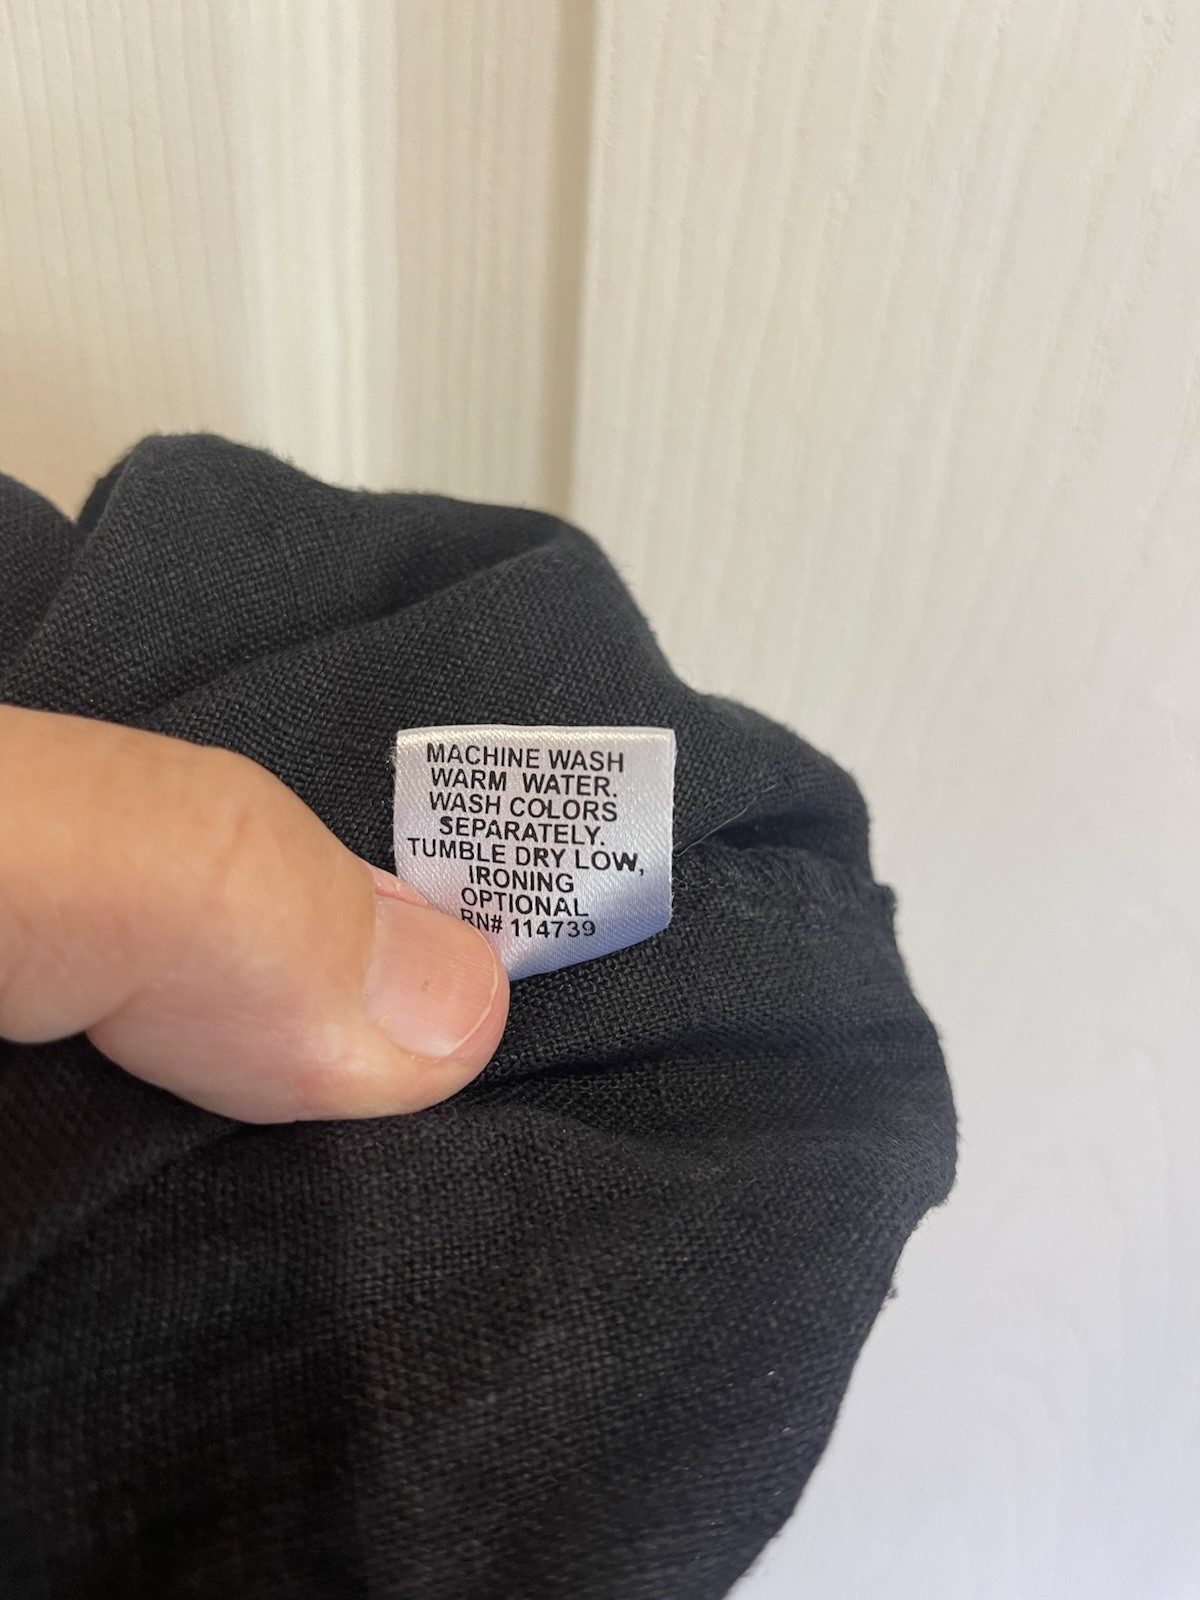 MACHINE WASH
WARM WATER.
WASH COLORS
SEPARATELY.
TUMBLE DRY LOW,
IRONING
OPTIONAL
RN# 114739